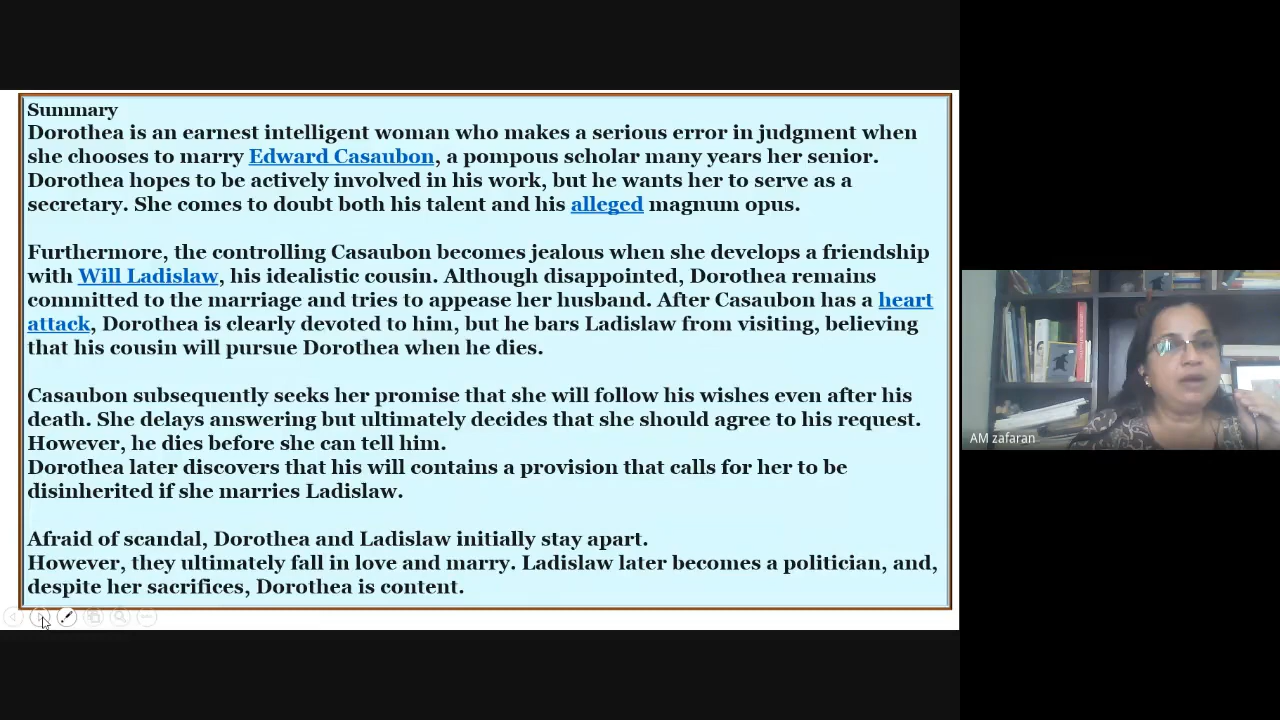 Summary
Dorothea is an earnest intelligent woman who makes a serious error in judgment when
she chooses to marry Edward Casaubon, a pompous scholar many years her senior.
Dorothea hopes to be actively involved in his work, but he wants her to serve as a
secretary. She comes to doubt both his talent and his alleged magnum opus.
Furthermore, the controlling Casaubon becomes jealous when she develops a friendship
with Will Ladislaw, his idealistic cousin. Although disappointed, Dorothea remains
committed to the marriage and tries to appease her husband. After Casaubon has a heart
attack, Dorothea is clearly devoted to him, but he bars Ladislaw from visiting, believing
that his cousin will pursue Dorothea when he dies.
Casaubon subsequently seeks her promise that she will follow his wishes even after his
death. She delays answering but ultimately decides that she should agree to his request.
However, he dies before she can tell him.
Dorothea later discovers that his will contains a provision that calls for her to be
disinherited if she marries Ladislaw.
Afraid of scandal, Dorothea and Ladislaw initially stay apart.
However, they ultimately fall in love and marry. Ladislaw later becomes a politician, and,
despite her sacrifices, Dorothea is content.
AM zafaran